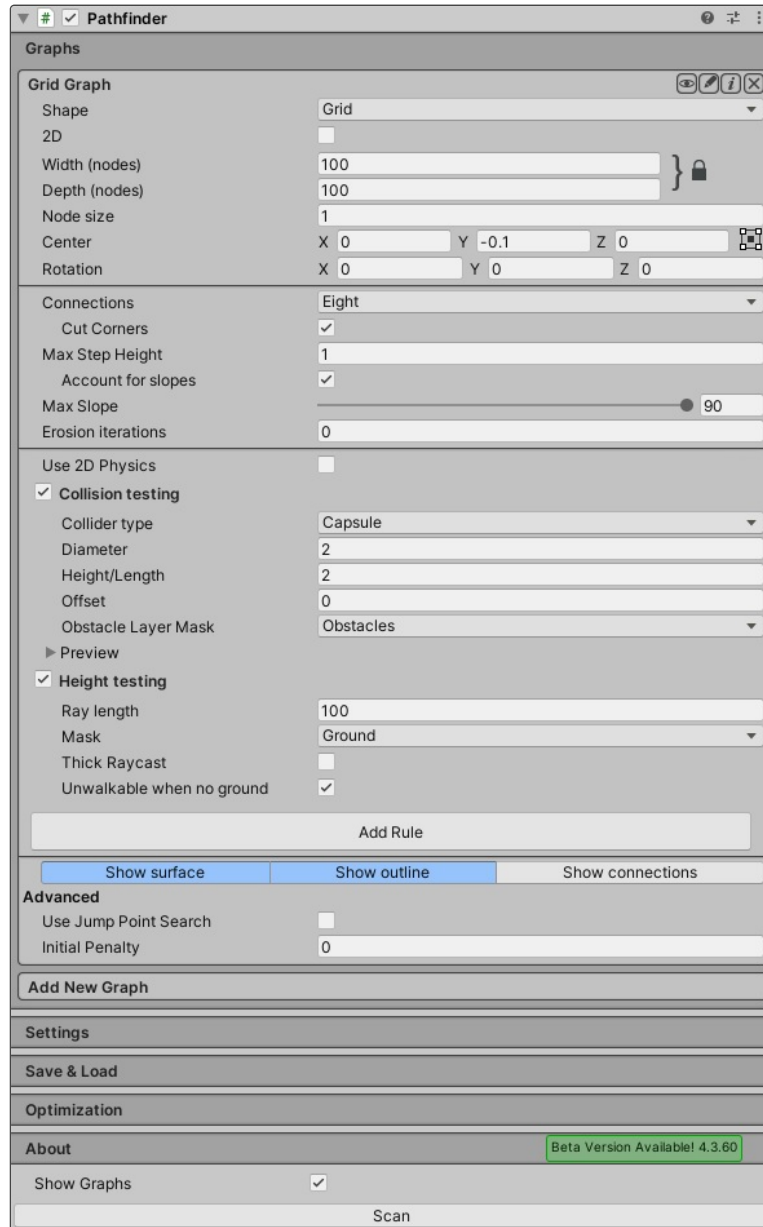 # Pathfinder
Graphs
Grid Graph
Shape Grid
2D
Width (nodes) 100
Depth (nodes) 100
Node size 1
Center X 0 Y -0.1 Z 0
Rotation X 0 Y 0 Z 0
Connections Eight
Cut Corners
Max Step Height 1
Account for slopes
Max Slope 90
Erosion iterations 0
Use 2D Physics
Collision testing
Collider type Capsule
Diameter 2
Height/Length 2
Offset 0
Obstacle Layer Mask Obstacles
Preview
Height testing
Ray length 100
Mask Ground
Thick Raycast
Unwalkable when no ground
Add Rule
Show surface Show outline Show connections
Advanced
Use Jump Point Search
Initial Penalty 0
Add New Graph
Settings
Save & Load
Optimization
About Beta Version Available! 4.3.60
Show Graphs
Scan